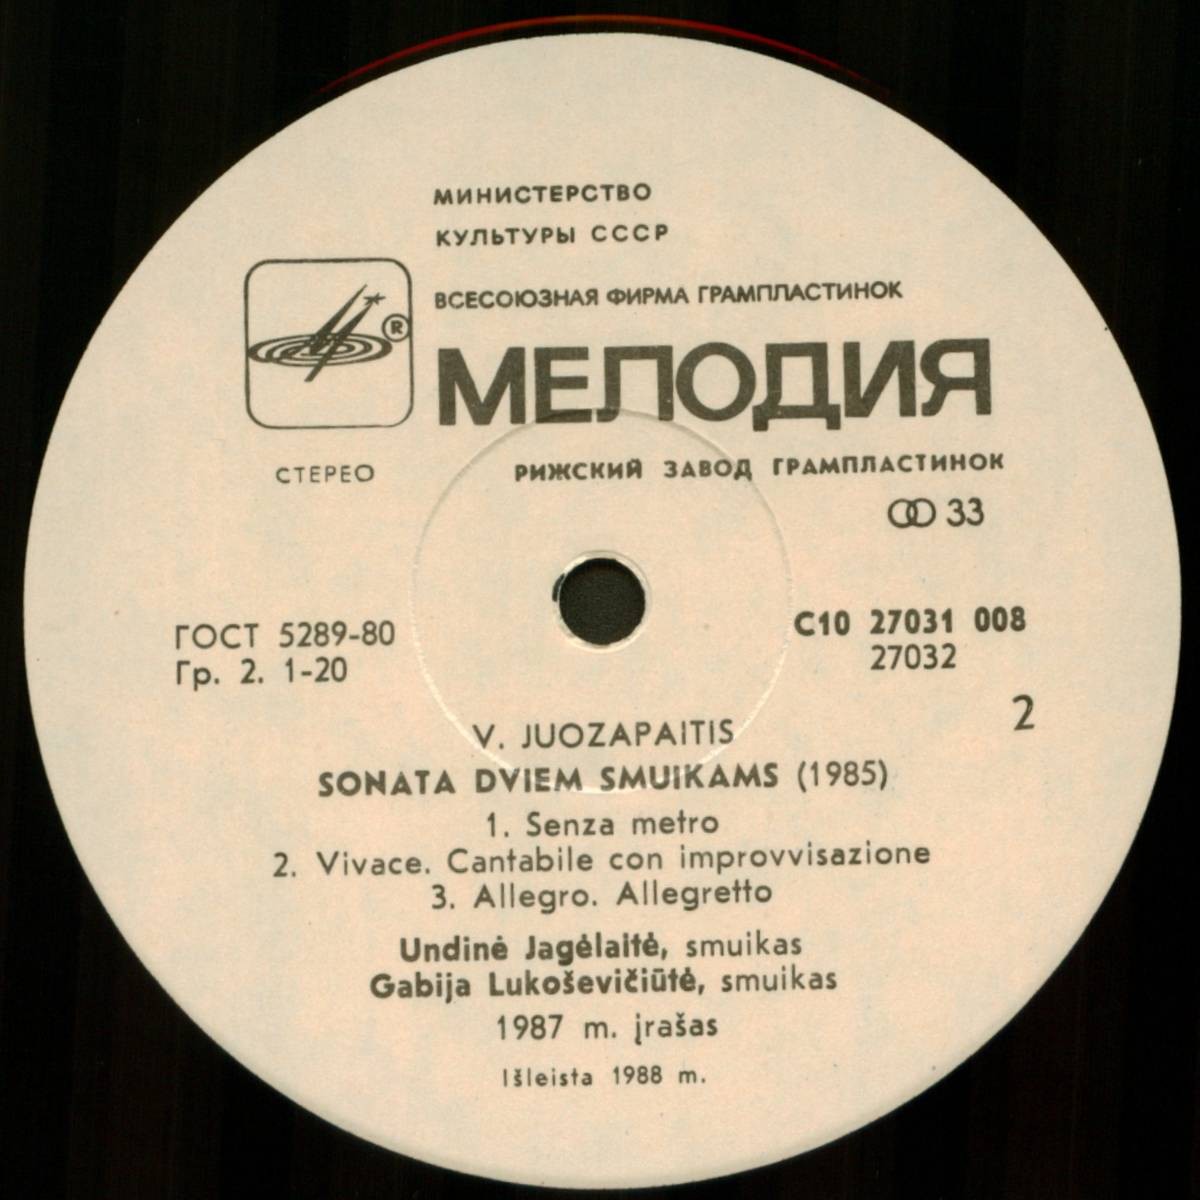 МИНИСТЕРСТВО
КУЛЬТУРЫ СССР
ВСЕСОЮЗНАЯ ФИРМА ГРАМПЛАСТИНОК
®
МЕЛОДИЯ
СТЕРЕО
РИЖСКИЙ ЗАВОД ГРАМПЛАСТИНОК
33
ГОСТ 5289-80
Гр. 2. 1-20
С10 27031 008
27032
2
V. JUOZAPAITIS
SONATA DVIEM SMUIKAMS (1985)
1. Senza metro
2. Vivace. Cantabile con improvvisazione
3. Allegro. Allegretto
Undinė Jagėlaitė, smuikas
Gabija Lukoševičiūtė, smuikas
1987 m. įrašas
Išleista 1988 m.